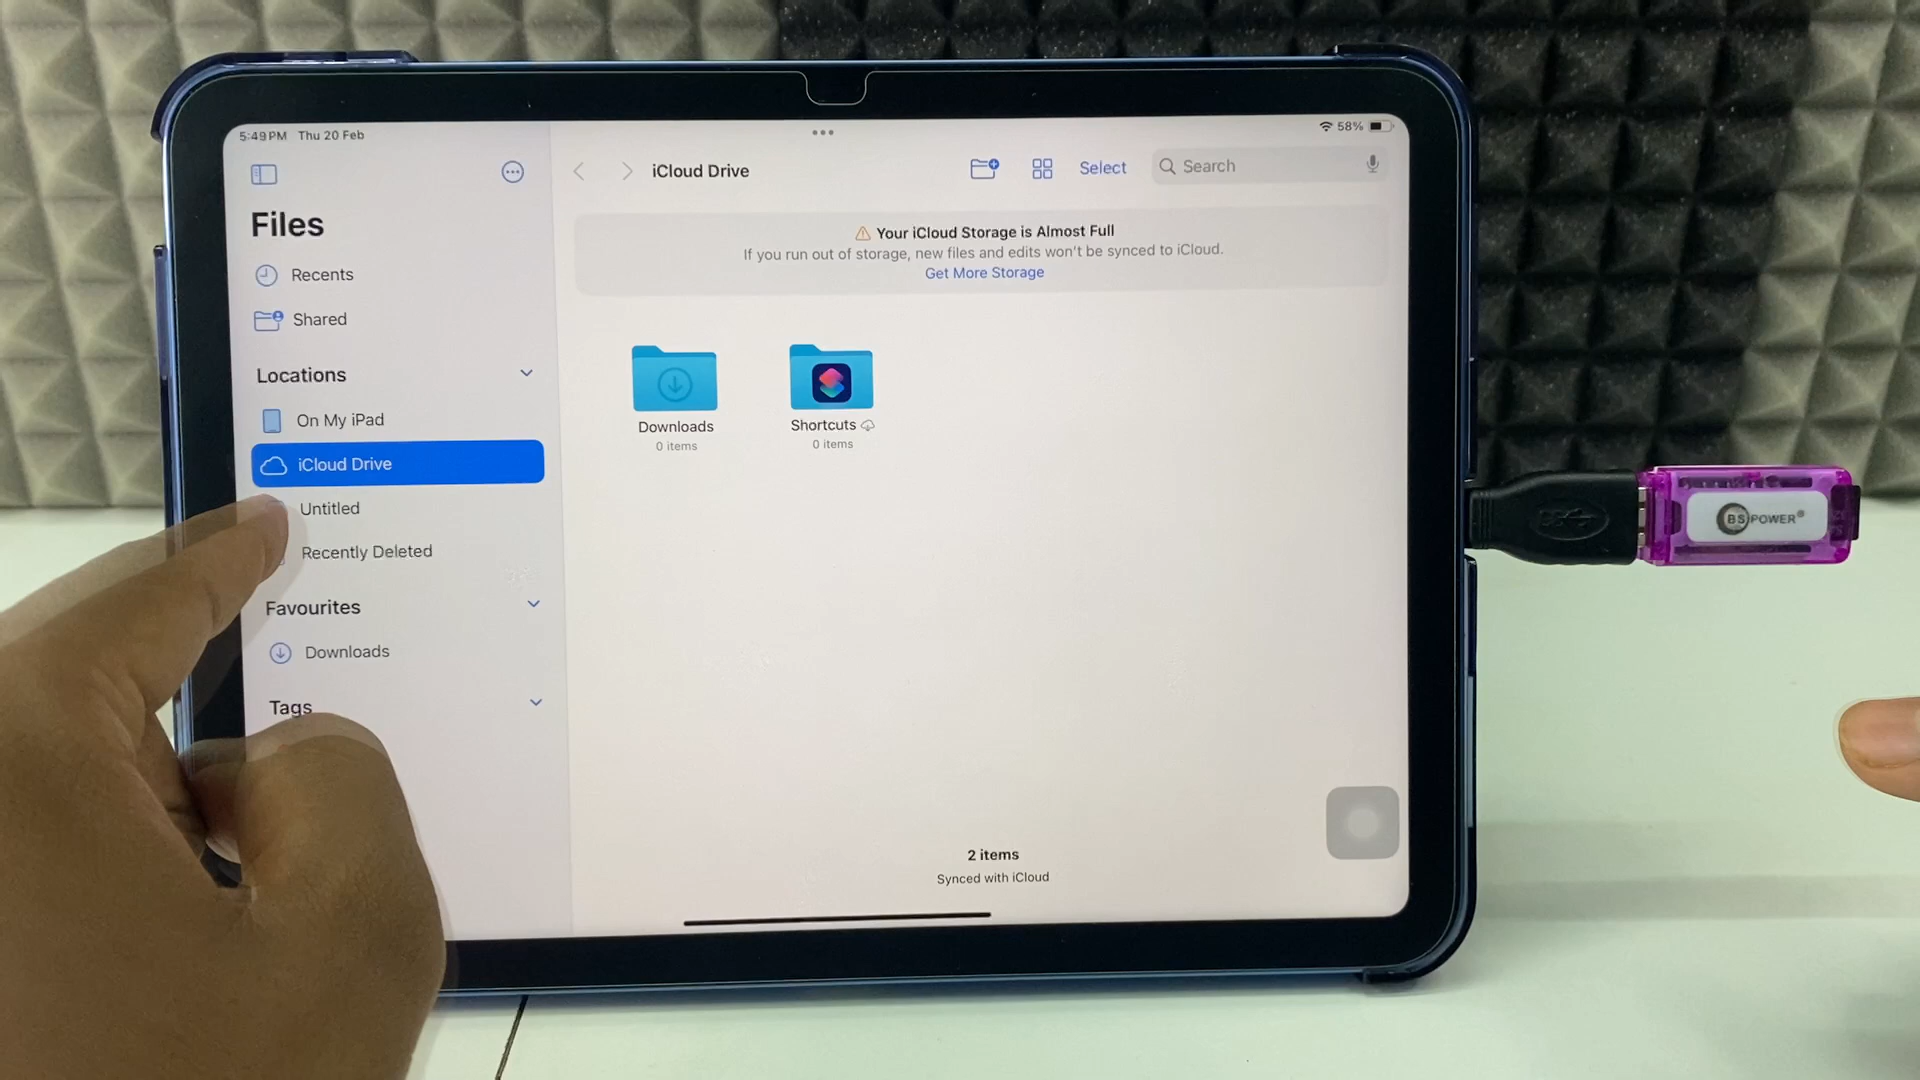 5:49 PM Thu 20 Feb
58%
Files
Recents
Shared
Locations
On My iPad
iCloud Drive
Untitled
Recently Deleted
Favourites
Downloads
Tags
iCloud Drive
Select
Search
Your iCloud Storage is Almost Full
If you run out of storage, new files and edits won't be synced to iCloud.
Get More Storage
Downloads
0 items
Shortcuts
0 items
2 items
Synced with iCloud
BS POWER®